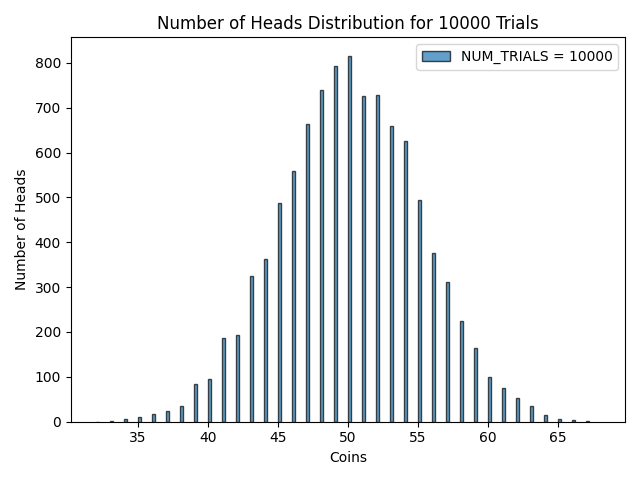 Number of Heads Distribution for 10000 Trials
NUM_TRIALS = 10000
800
700
600
500
400
300
200
100
0
Number of Heads
35 40 45 50 55 60 65
Coins